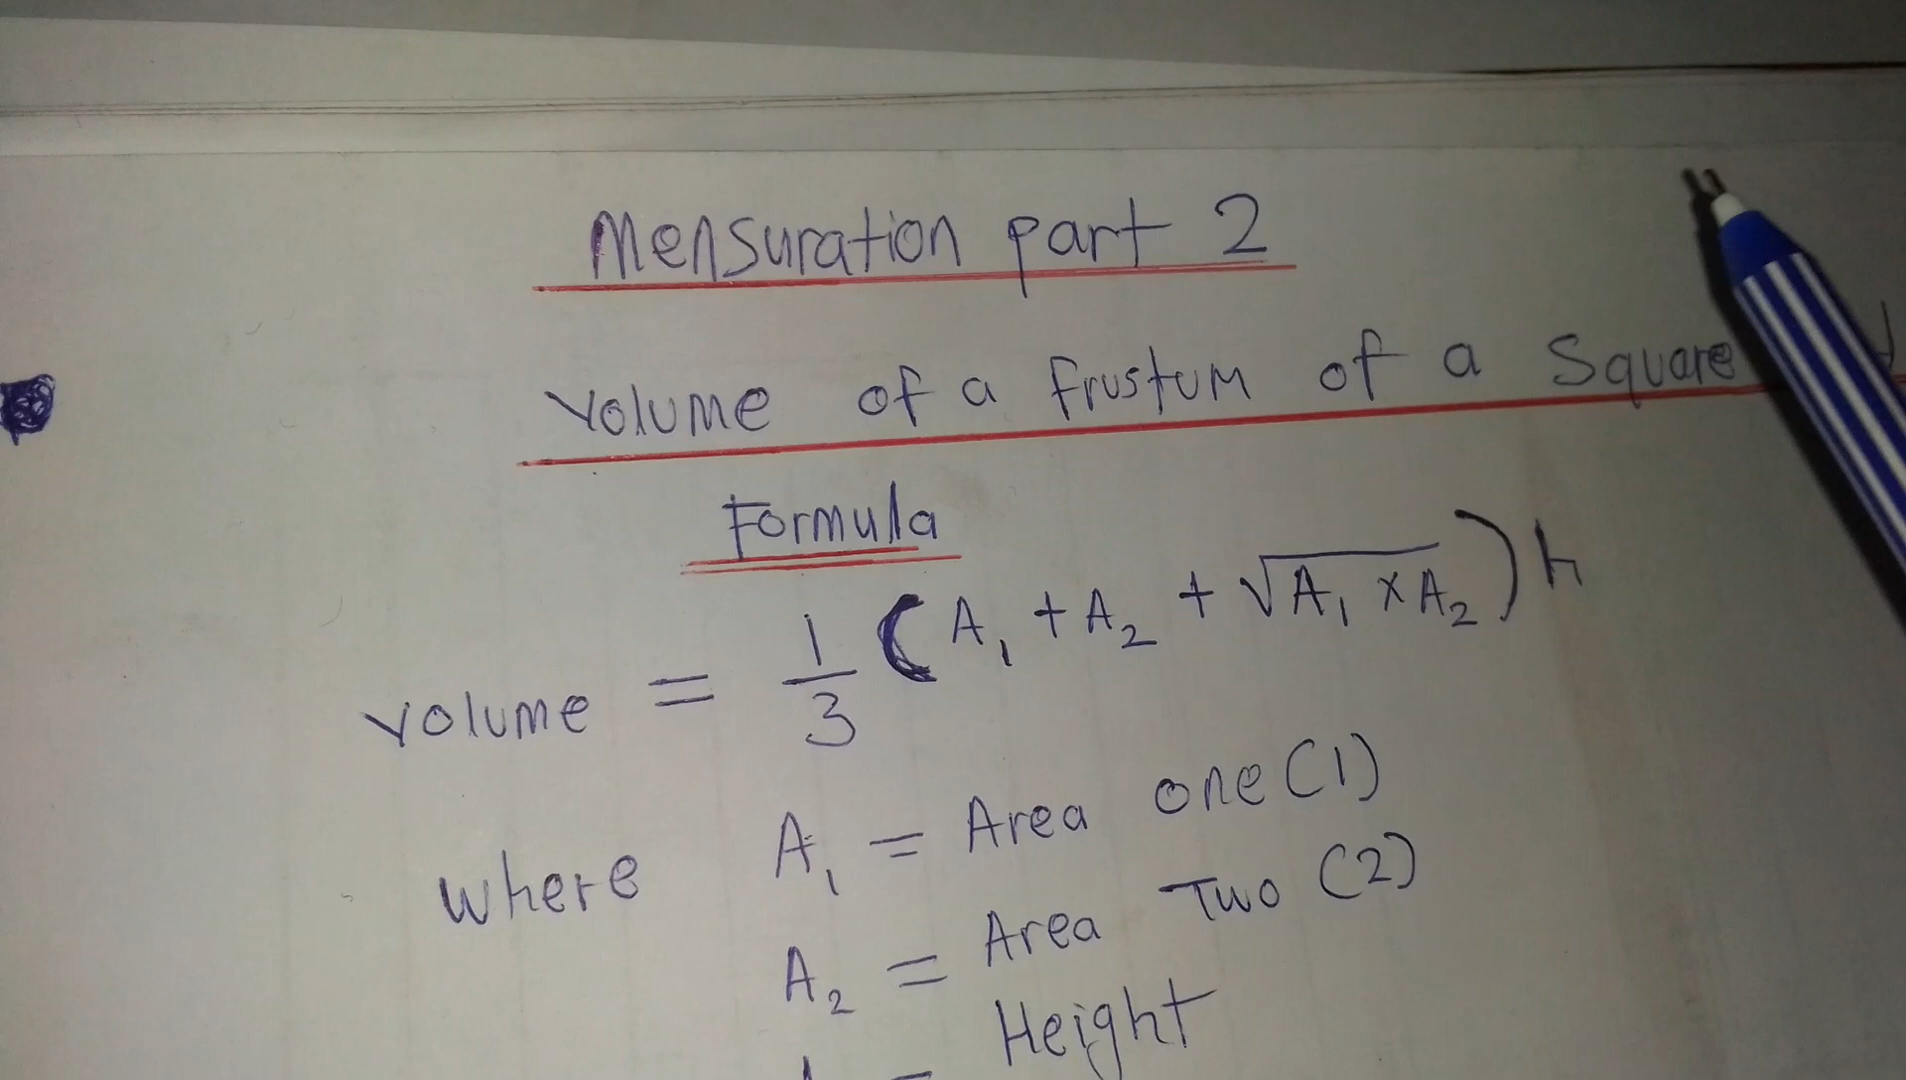 Mensuration part 2
Volume of a frustum of a Square
Formula
volume = 1/3 (A₁ + A₂ + √A₁ × A₂) h
where A₁ = Area one (1)
A₂ = Area Two (2)
= Height